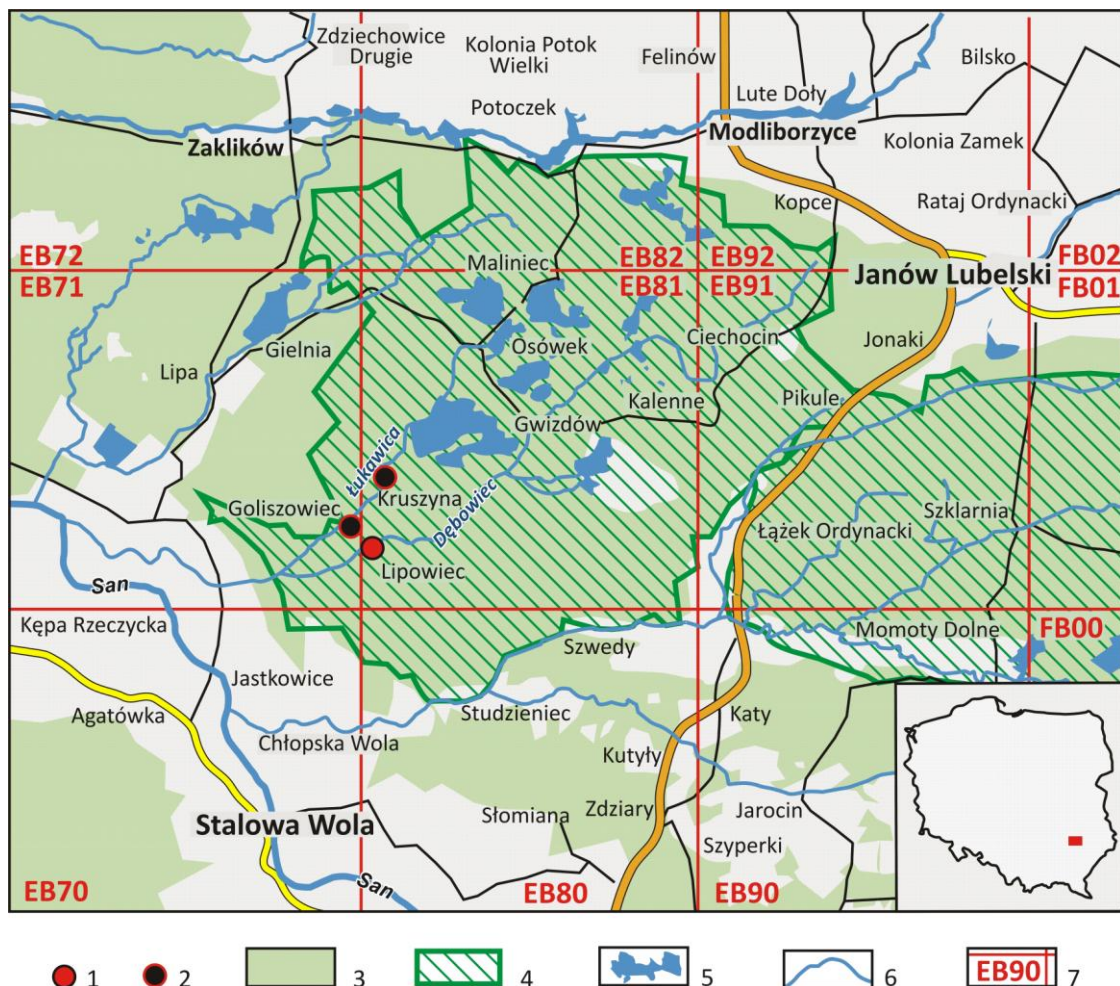 Zdziechowice
Drugie
Kolonia Potok
Wielki
Felinów
Bilsko
Potoczek
Lute Doły
Zaklików
Modliborzyce
Kolonia Zamek
Kopce
Rataj Ordynacki
EB72
Maliniec
EB82
EB92
Janów Lubelski
FB02
EB71
EB81
EB91
FB01
Gielnia
Osówek
Ciechocin
Jonaki
Lipa
Kalenne
Pikule
Gwizdów
Łukawica
Kruszyna
Dębowiec
Goliszowiec
Łążek Ordynacki
Szklarnia
Lipowiec
San
Kępa Rzeczycka
Szwedy
Momoty Dolne
FB00
Jastkowice
Agatówka
Studzieniec
Katy
Chłopska Wola
Kutyły
Słomiana
Zdziary
Jarocin
Stalowa Wola
Szyperki
San
EB70
EB80
EB90
1
2
3
4
5
6
EB90
7